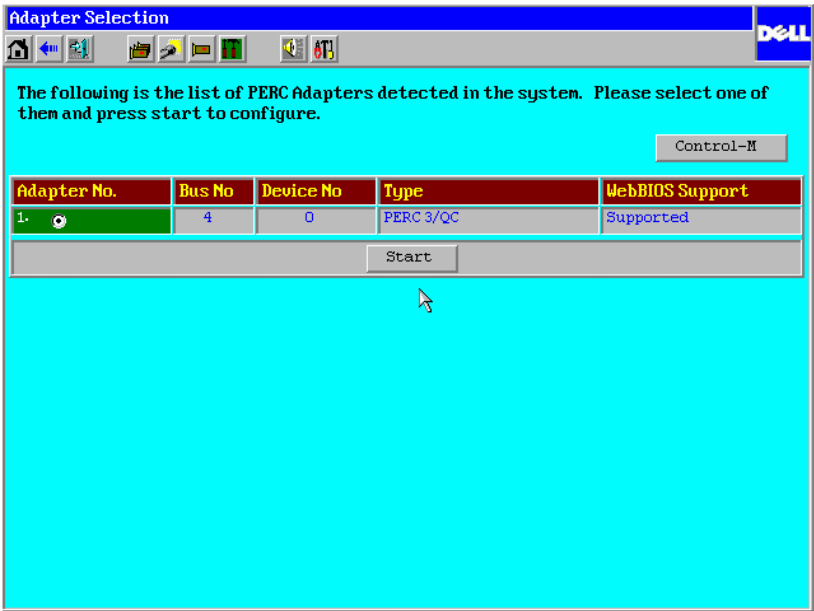 Adapter Selection
DELL
The following is the list of PERC Adapters detected in the system. Please select one of
them and press start to configure.
Control-M
Adapter No. Bus No Device No Type WebBIOS Support
1. 4 0 PERC 3/QC Supported
Start